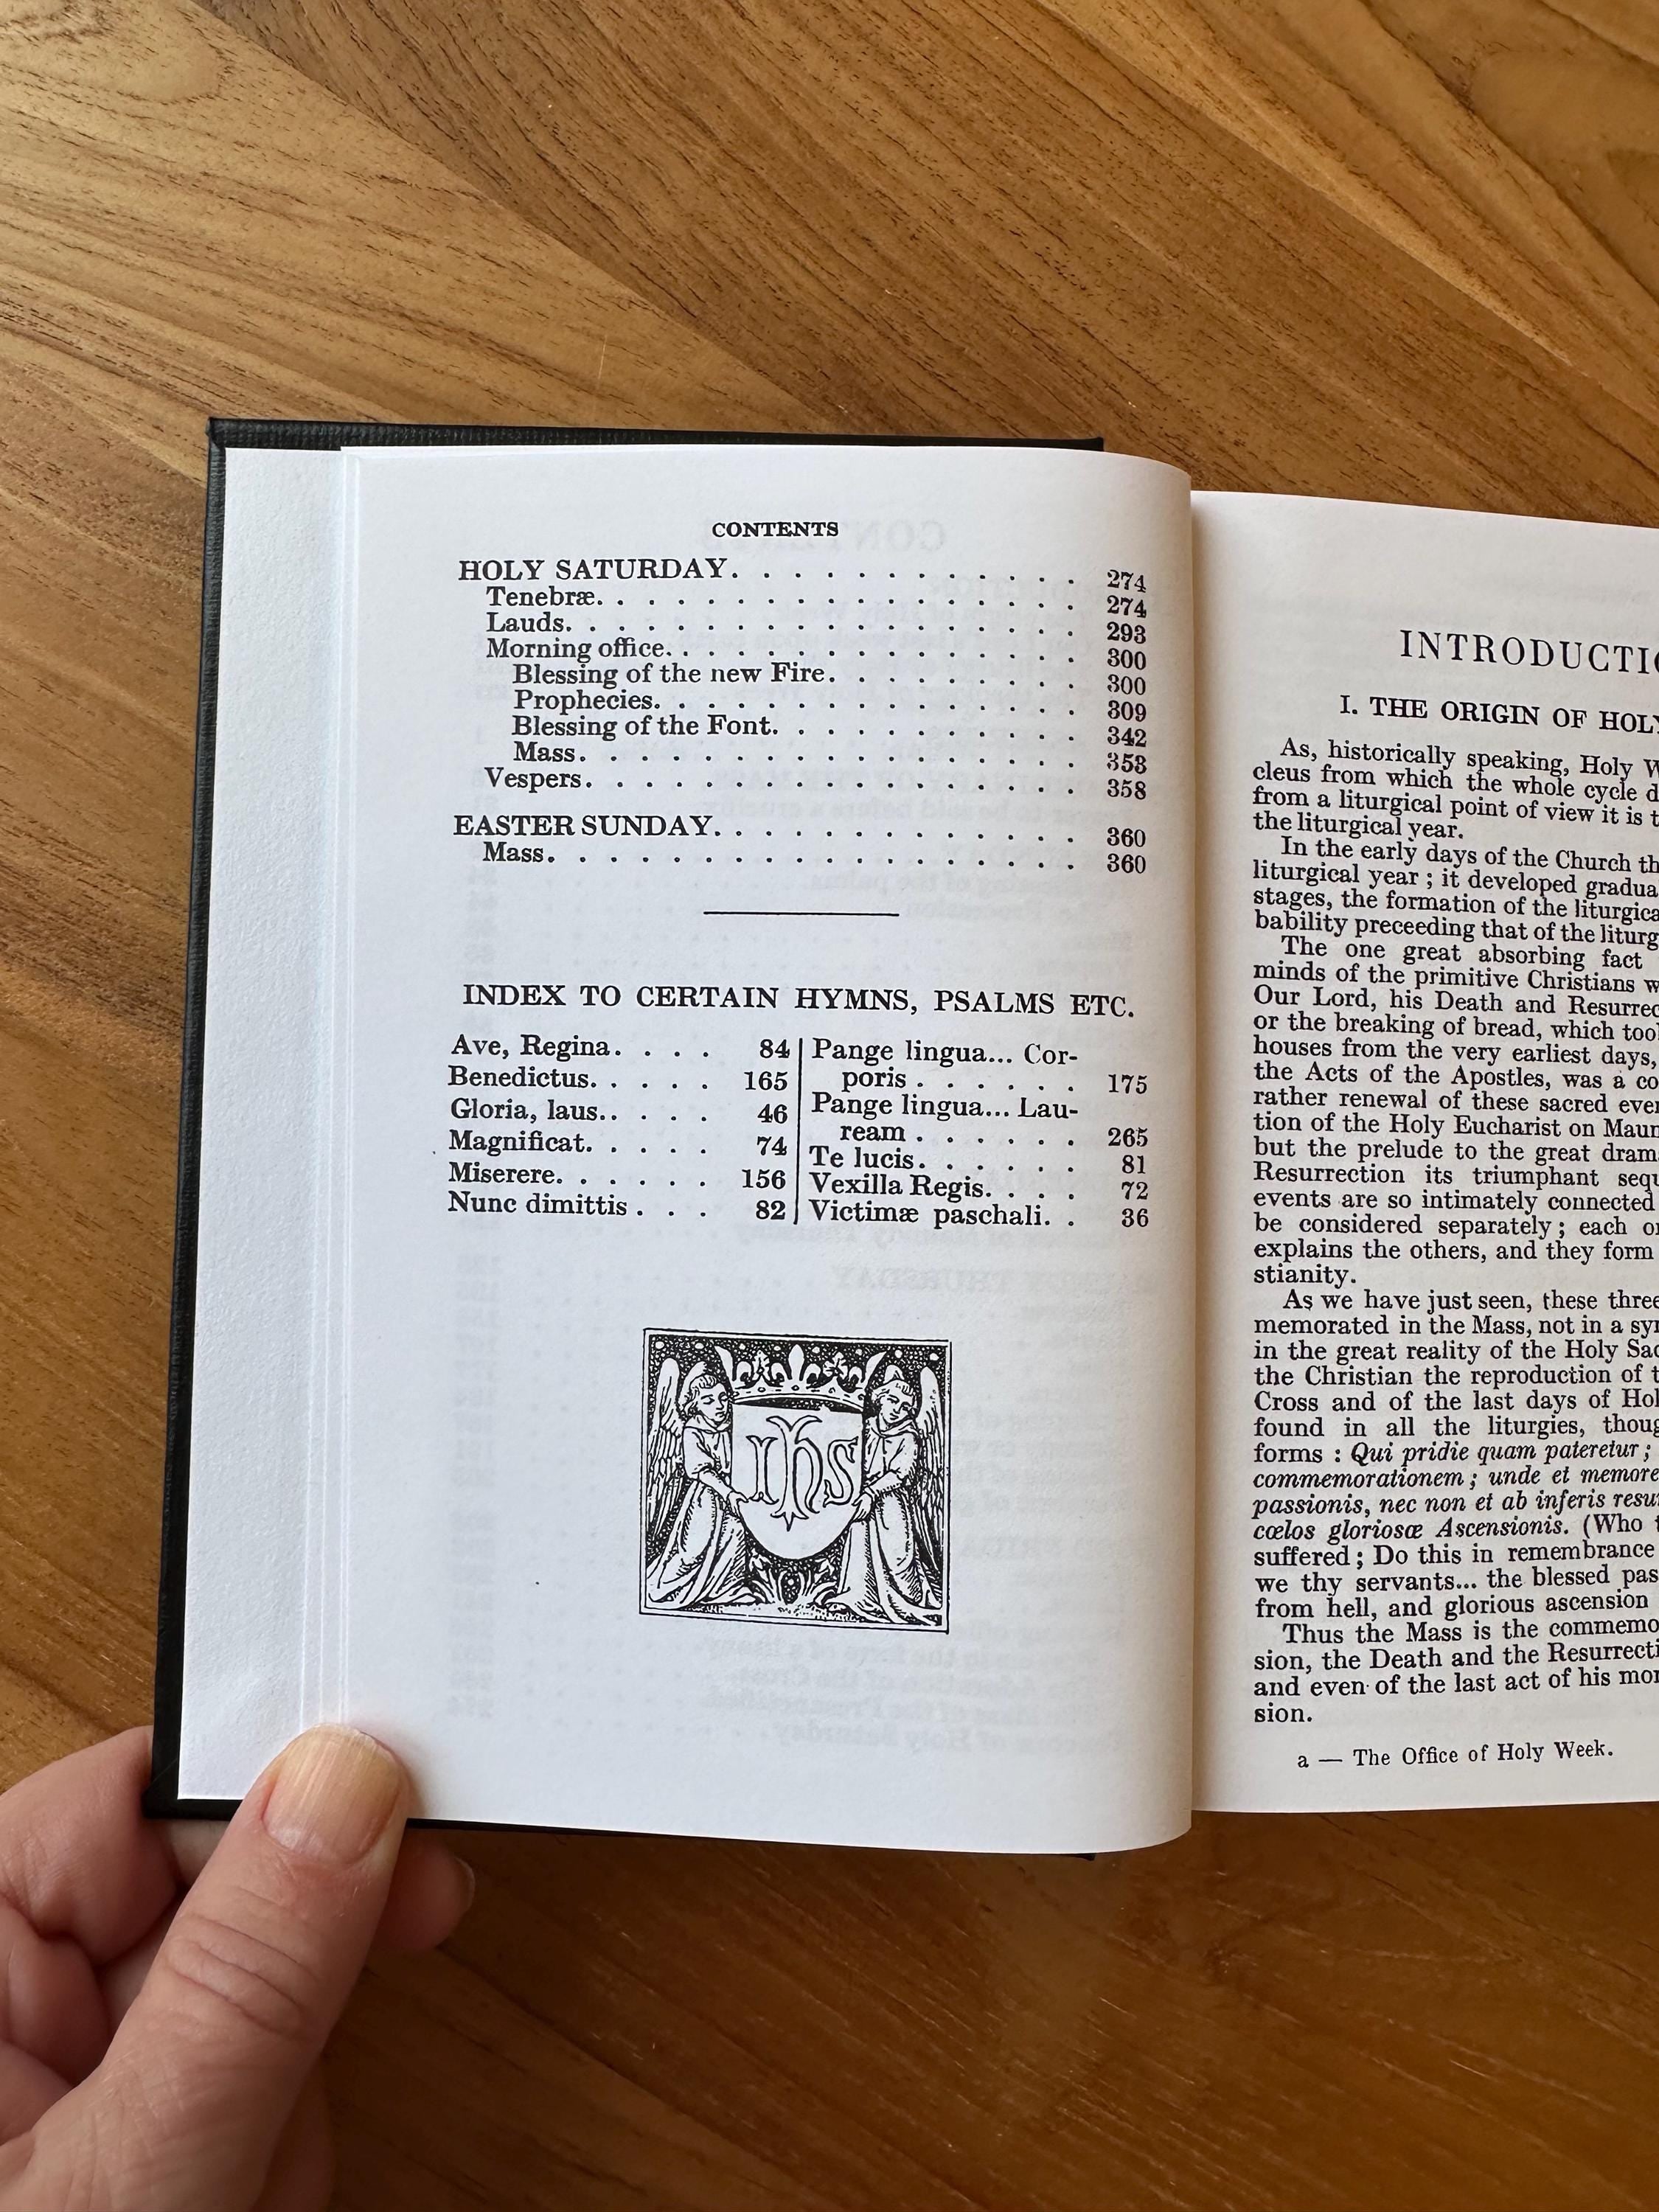 CONTENTS
HOLY SATURDAY. . . . . . . . . . . . 274
Tenebræ. . . . . . . . . . . . . . . . . 274
Lauds. . . . . . . . . . . . . . . . . . 293
Morning office. . . . . . . . . . . . . . 300
Blessing of the new Fire. . . . . . . . . 300
Prophecies. . . . . . . . . . . . . . . 309
Blessing of the Font. . . . . . . . . . . 342
Mass. . . . . . . . . . . . . . . . . . 353
Vespers. . . . . . . . . . . . . . . . . 358
EASTER SUNDAY. . . . . . . . . . . . . 360
Mass. . . . . . . . . . . . . . . . . . 360
INDEX TO CERTAIN HYMNS, PSALMS ETC.
Ave, Regina. . . . . 84
Benedictus. . . . . 165
Gloria, laus.. . . . 46
Magnificat. . . . . 74
Miserere. . . . . . 156
Nunc dimittis . . . 82
Pange lingua... Cor-
poris . . . . . . 175
Pange lingua... Lau-
ream . . . . . . 265
Te lucis. . . . . . 81
Vexilla Regis. . . . 72
Victimæ paschali. . 36
IHS
INTRODUCTIO
I. THE ORIGIN OF HOLY
As, historically speaking, Holy W
cleus from which the whole cycle d
from a liturgical point of view it is t
the liturgical year.
In the early days of the Church th
liturgical year ; it developed gradua
stages, the formation of the liturgica
bability preceeding that of the liturg
The one great absorbing fact
minds of the primitive Christians w
Our Lord, his Death and Resurrec
or the breaking of bread, which took
houses from the very earliest days,
the Acts of the Apostles, was a co
rather renewal of these sacred even
tion of the Holy Eucharist on Maun
but the prelude to the great dram
Resurrection its triumphant sequ
events are so intimately connected
be considered separately ; each on
explains the others, and they form
stianity.
As we have just seen, these three
memorated in the Mass, not in a syn
in the great reality of the Holy Sac
the Christian the reproduction of t
Cross and of the last days of Hol
found in all the liturgies, thoug
forms : Qui pridie quam pateretur ;
commemorationem ; unde et memore
passionis, nec non et ab inferis resu
cœlos gloriosæ Ascensionis. (Who t
suffered ; Do this in remembrance
we thy servants... the blessed pas
from hell, and glorious ascension
Thus the Mass is the commemo
sion, the Death and the Resurrecti
and even of the last act of his mor
sion.
a — The Office of Holy Week.